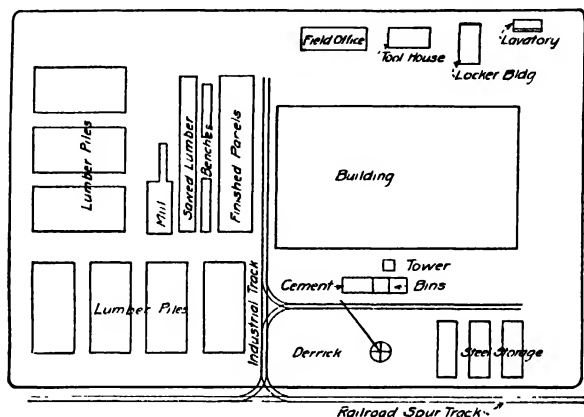 Field Office
Tool House
Locker Bldg
Lavatory
Lumber Piles
Mill
Sawed Lumber
Benches
Finished Panels
Building
Tower
Cement
Bins
Lumber Piles
Industrial Track
Derrick
Steel Storage
Railroad Spur Track